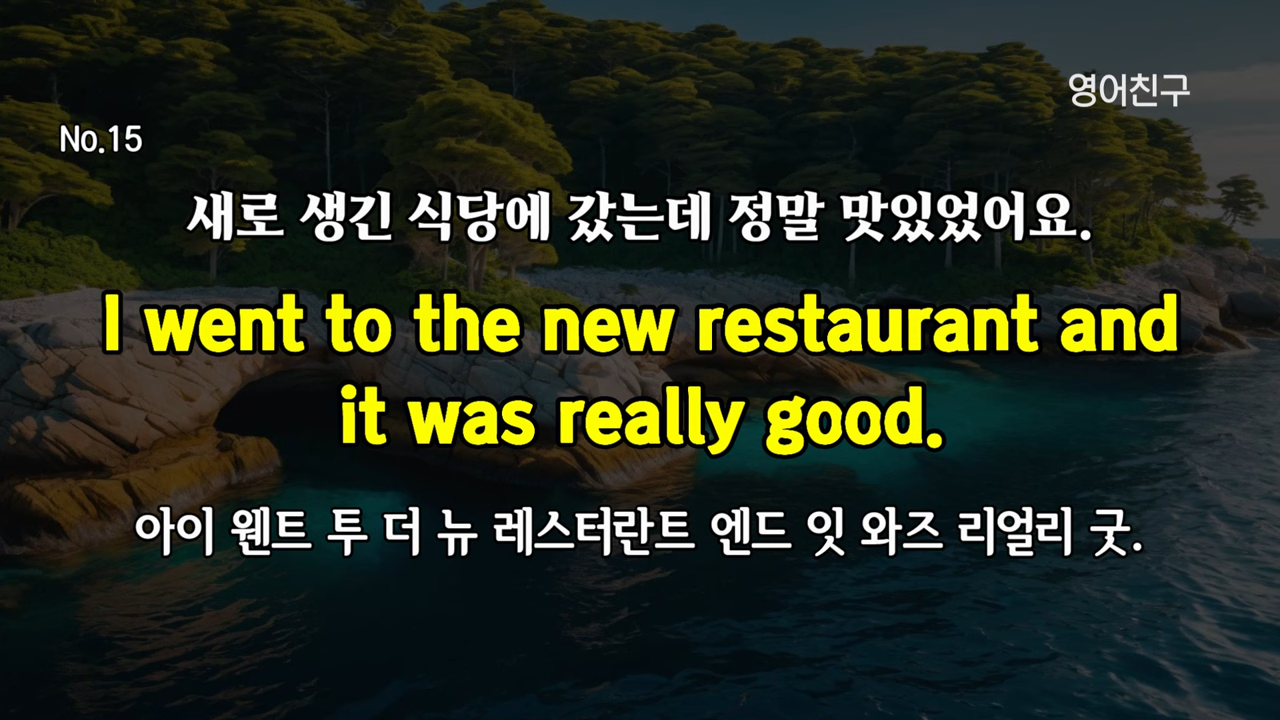 영어친구
No.15
새로 생긴 식당에 갔는데 정말 맛있었어요.
I went to the new restaurant and
it was really good.
아이 웬트 투 더 뉴 레스터란트 엔드 잇 와즈 리얼리 굿.